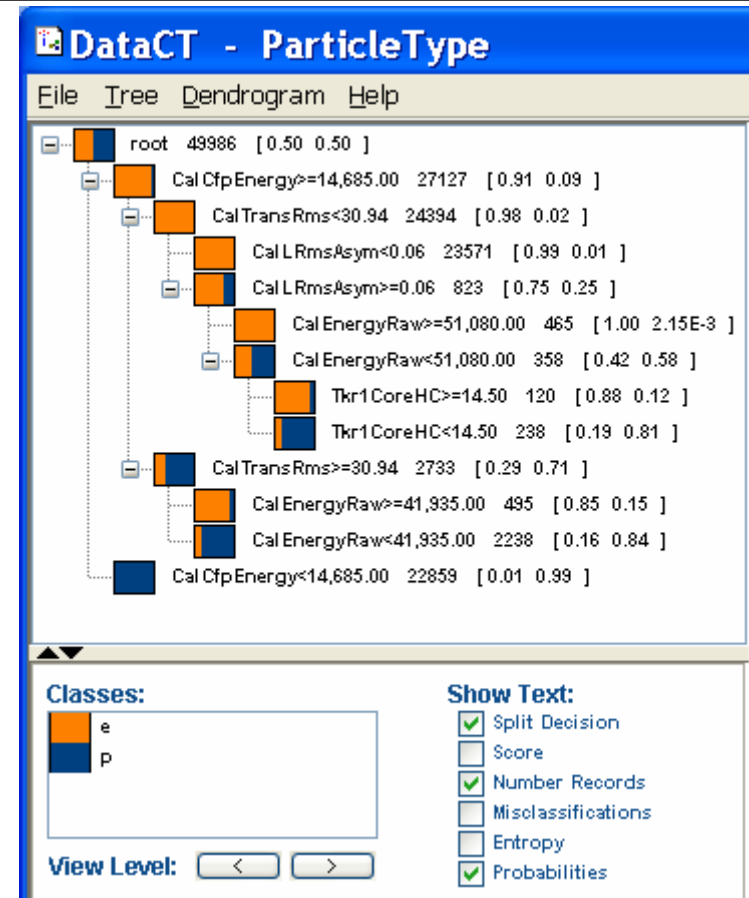 DataCT - ParticleType
File Tree Dendrogram Help
root 49986 [ 0.50 0.50 ]
CalCfpEnergy>=14,685.00 27127 [ 0.91 0.09 ]
CalTransRms<30.94 24394 [ 0.98 0.02 ]
CalLRmsAsym<0.06 23571 [ 0.99 0.01 ]
CalLRmsAsym>=0.06 823 [ 0.75 0.25 ]
CalEnergyRaw>=51,080.00 465 [ 1.00 2.15E-3 ]
CalEnergyRaw<51,080.00 358 [ 0.42 0.58 ]
Tkr1CoreHC>=14.50 120 [ 0.88 0.12 ]
Tkr1CoreHC<14.50 238 [ 0.19 0.81 ]
CalTransRms>=30.94 2733 [ 0.29 0.71 ]
CalEnergyRaw>=41,935.00 495 [ 0.85 0.15 ]
CalEnergyRaw<41,935.00 2238 [ 0.16 0.84 ]
CalCfpEnergy<14,685.00 22859 [ 0.01 0.99 ]
Classes:
e
p
View Level: < >
Show Text:
Split Decision
Score
Number Records
Misclassifications
Entropy
Probabilities